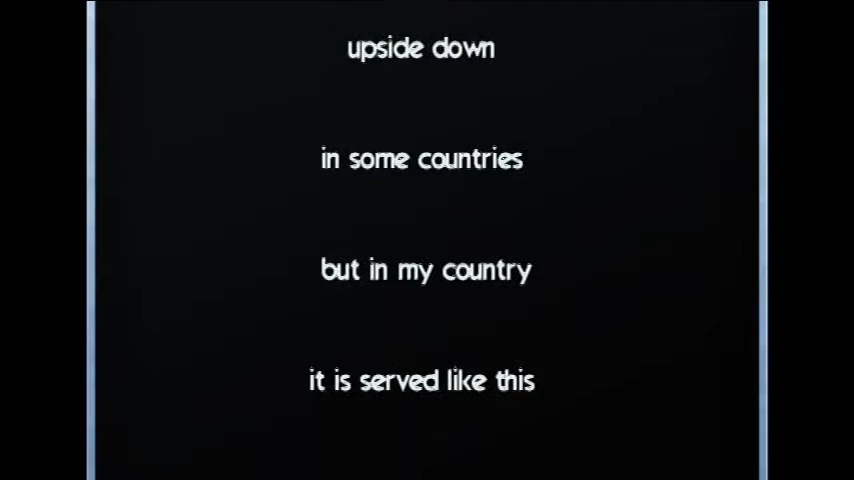 upside down
in some countries
but in my country
it is served like this